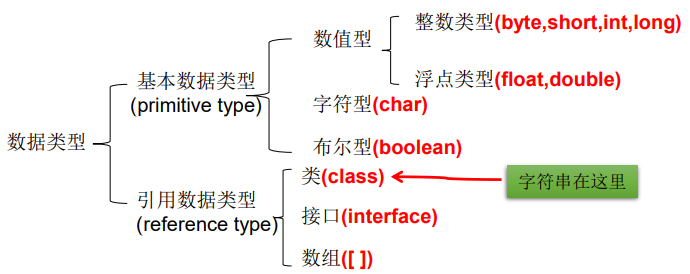 整数类型(byte,short,int,long)
数值型
浮点类型(float,double)
基本数据类型
(primitive type)
字符型(char)
数据类型
布尔型(boolean)
类(class)
字符串在这里
引用数据类型
(reference type)
接口(interface)
数组([ ])